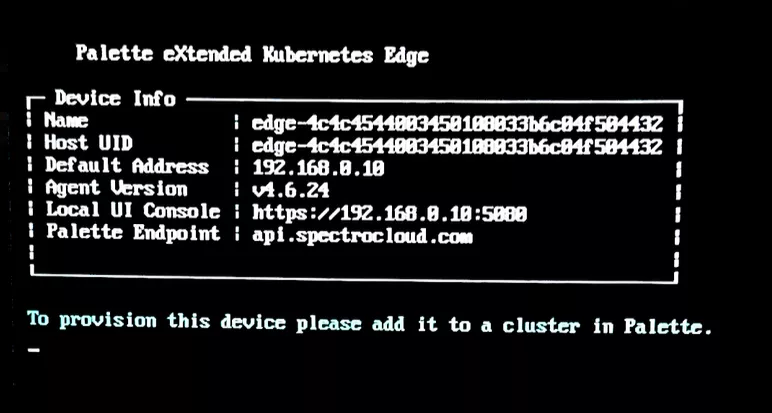 Palette eXtended Kubernetes Edge
Device Info
Name | edge-4c4c4544003450108033b6c04f504432
Host UID | edge-4c4c4544003450108033b6c04f504432
Default Address | 192.168.0.10
Agent Version | v4.6.24
Local UI Console | https://192.168.0.10:5080
Palette Endpoint | api.spectrocloud.com
To provision this device please add it to a cluster in Palette.